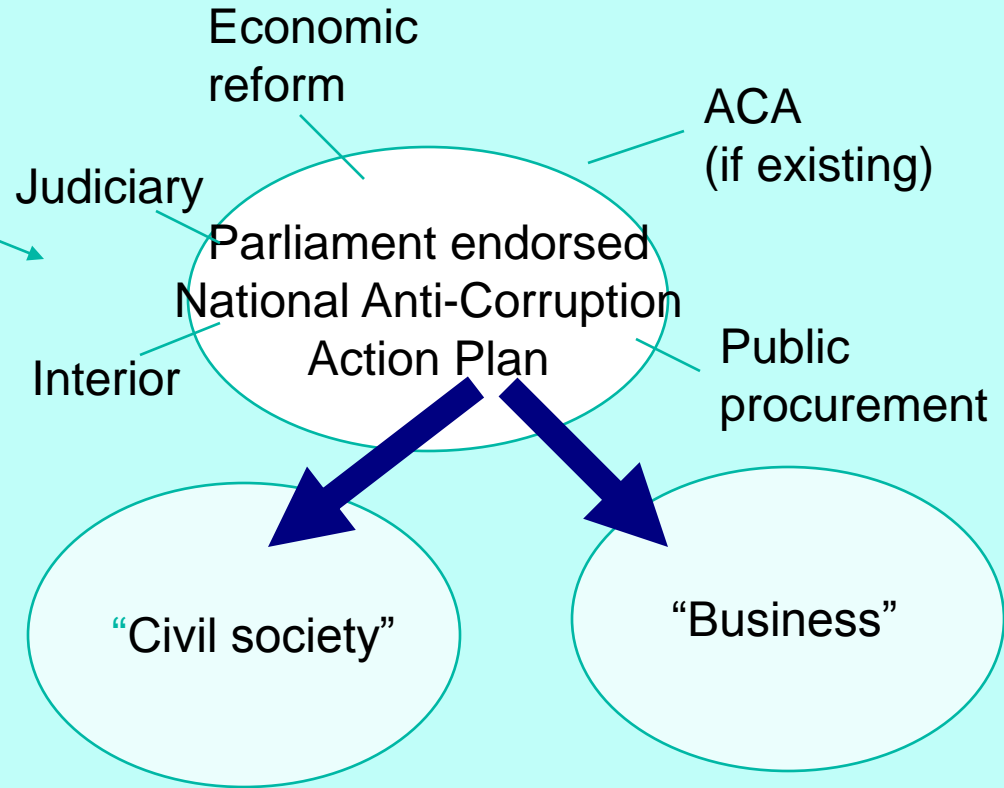 Economic
reform
ACA
(if existing)
Judiciary
Parliament endorsed
National Anti-Corruption
Action Plan
Interior
Public
procurement
“Civil society”
“Business”